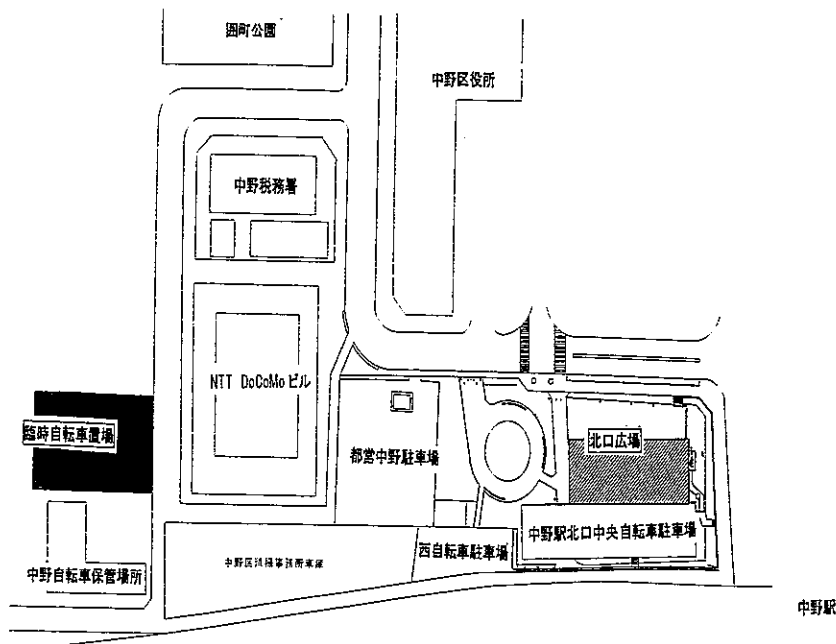 囲町公園
中野区役所
中野税務署
NTT DoCoMoビル
臨時自転車置場
北口広場
都営中野駐車場
中野駅北口中央自転車駐車場
西自転車駐車場
中野自転車保管場所
中野駅